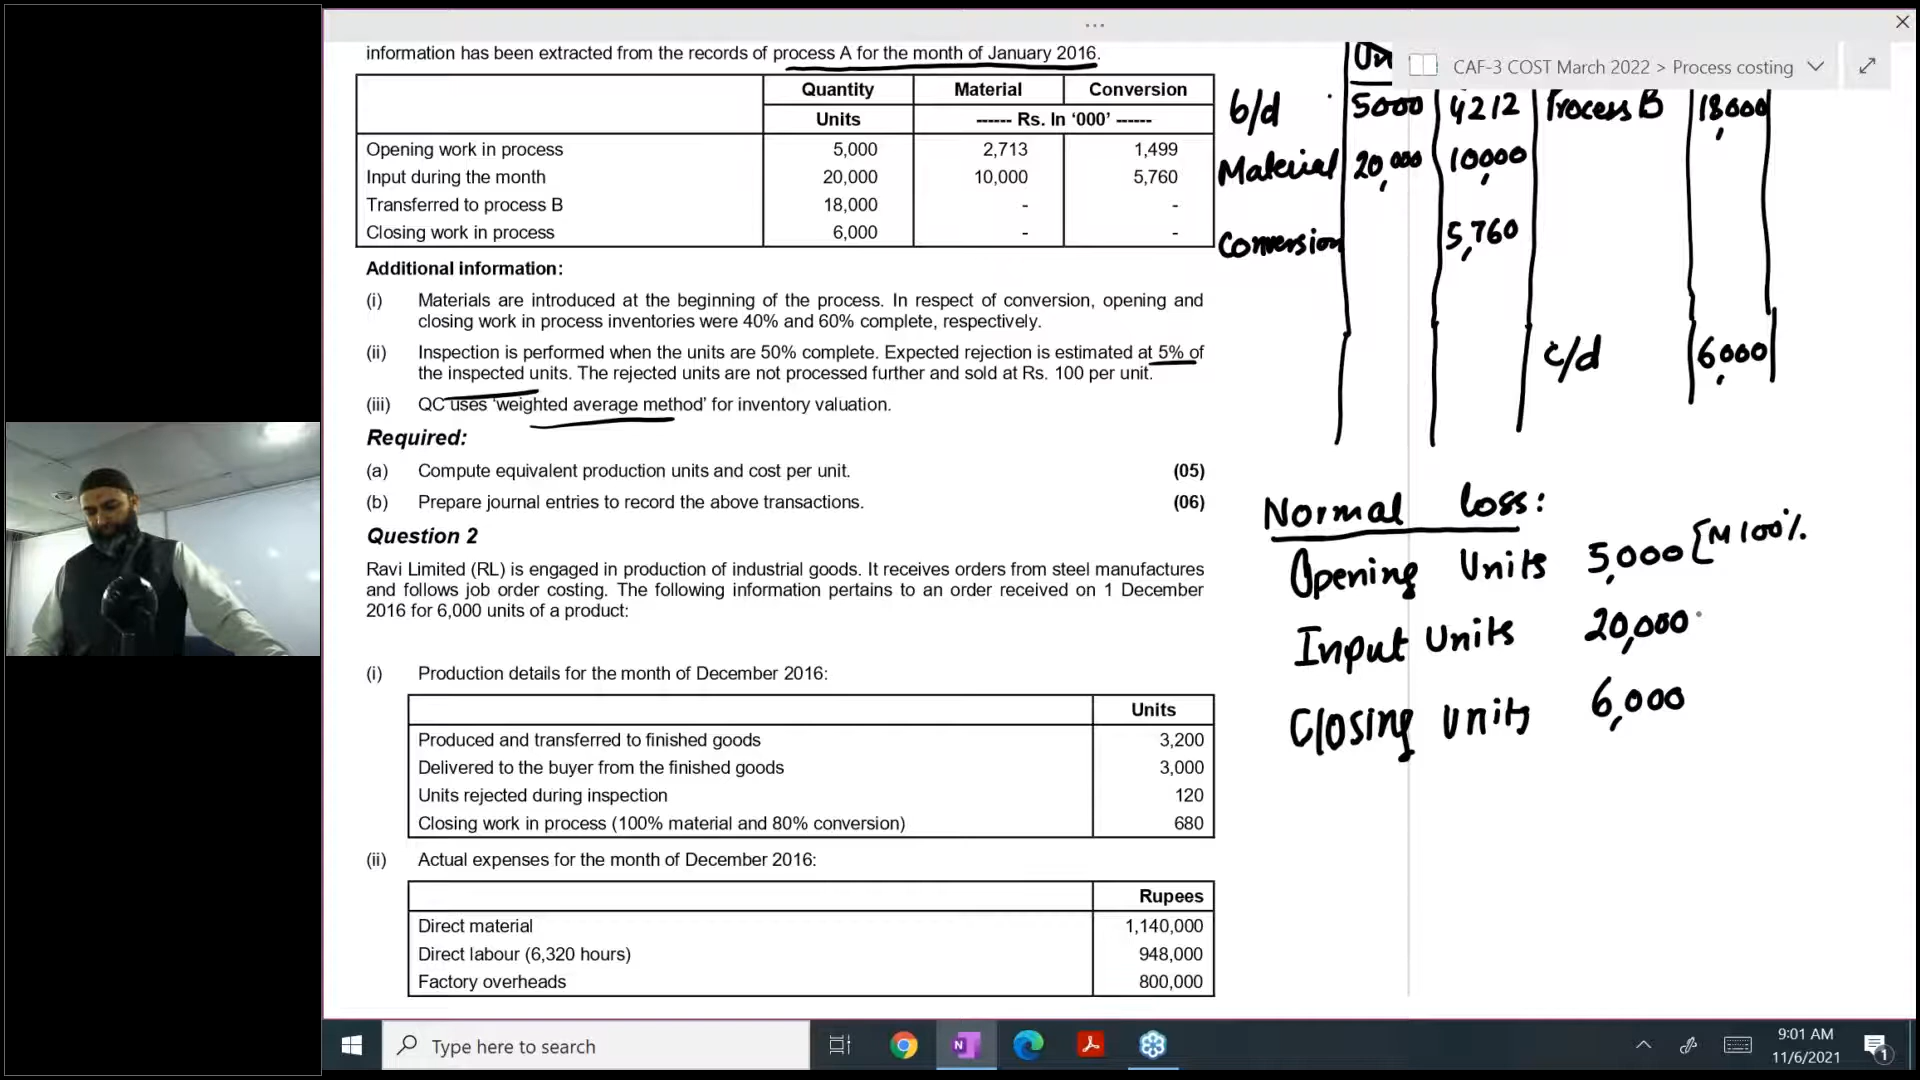 information has been extracted from the records of process A for the month of January 2016.
Quantity Material Conversion
Units ------ Rs. In ‘000’ ------
Opening work in process 5,000 2,713 1,499
Input during the month 20,000 10,000 5,760
Transferred to process B 18,000 - -
Closing work in process 6,000 - -
Additional information:
(i) Materials are introduced at the beginning of the process. In respect of conversion, opening and
closing work in process inventories were 40% and 60% complete, respectively.
(ii) Inspection is performed when the units are 50% complete. Expected rejection is estimated at 5% of
the inspected units. The rejected units are not processed further and sold at Rs. 100 per unit.
(iii) QC uses ‘weighted average method’ for inventory valuation.
Required:
(a) Compute equivalent production units and cost per unit. (05)
(b) Prepare journal entries to record the above transactions. (06)
Question 2
Ravi Limited (RL) is engaged in production of industrial goods. It receives orders from steel manufactures
and follows job order costing. The following information pertains to an order received on 1 December
2016 for 6,000 units of a product:
(i) Production details for the month of December 2016:
Units
Produced and transferred to finished goods 3,200
Delivered to the buyer from the finished goods 3,000
Units rejected during inspection 120
Closing work in process (100% material and 80% conversion) 680
(ii) Actual expenses for the month of December 2016:
Rupees
Direct material 1,140,000
Direct labour (6,320 hours) 948,000
Factory overheads 800,000
CAF-3 COST March 2022 > Process costing
b/d 5000 4212 Process B 18,000
Material 20,000 10,000
Conversion 5,760
c/d 6,000
Normal Loss:
Opening Units 5,000 [M 100%
Input Units 20,000
Closing Units 6,000
Type here to search
9:01 AM
11/6/2021
1